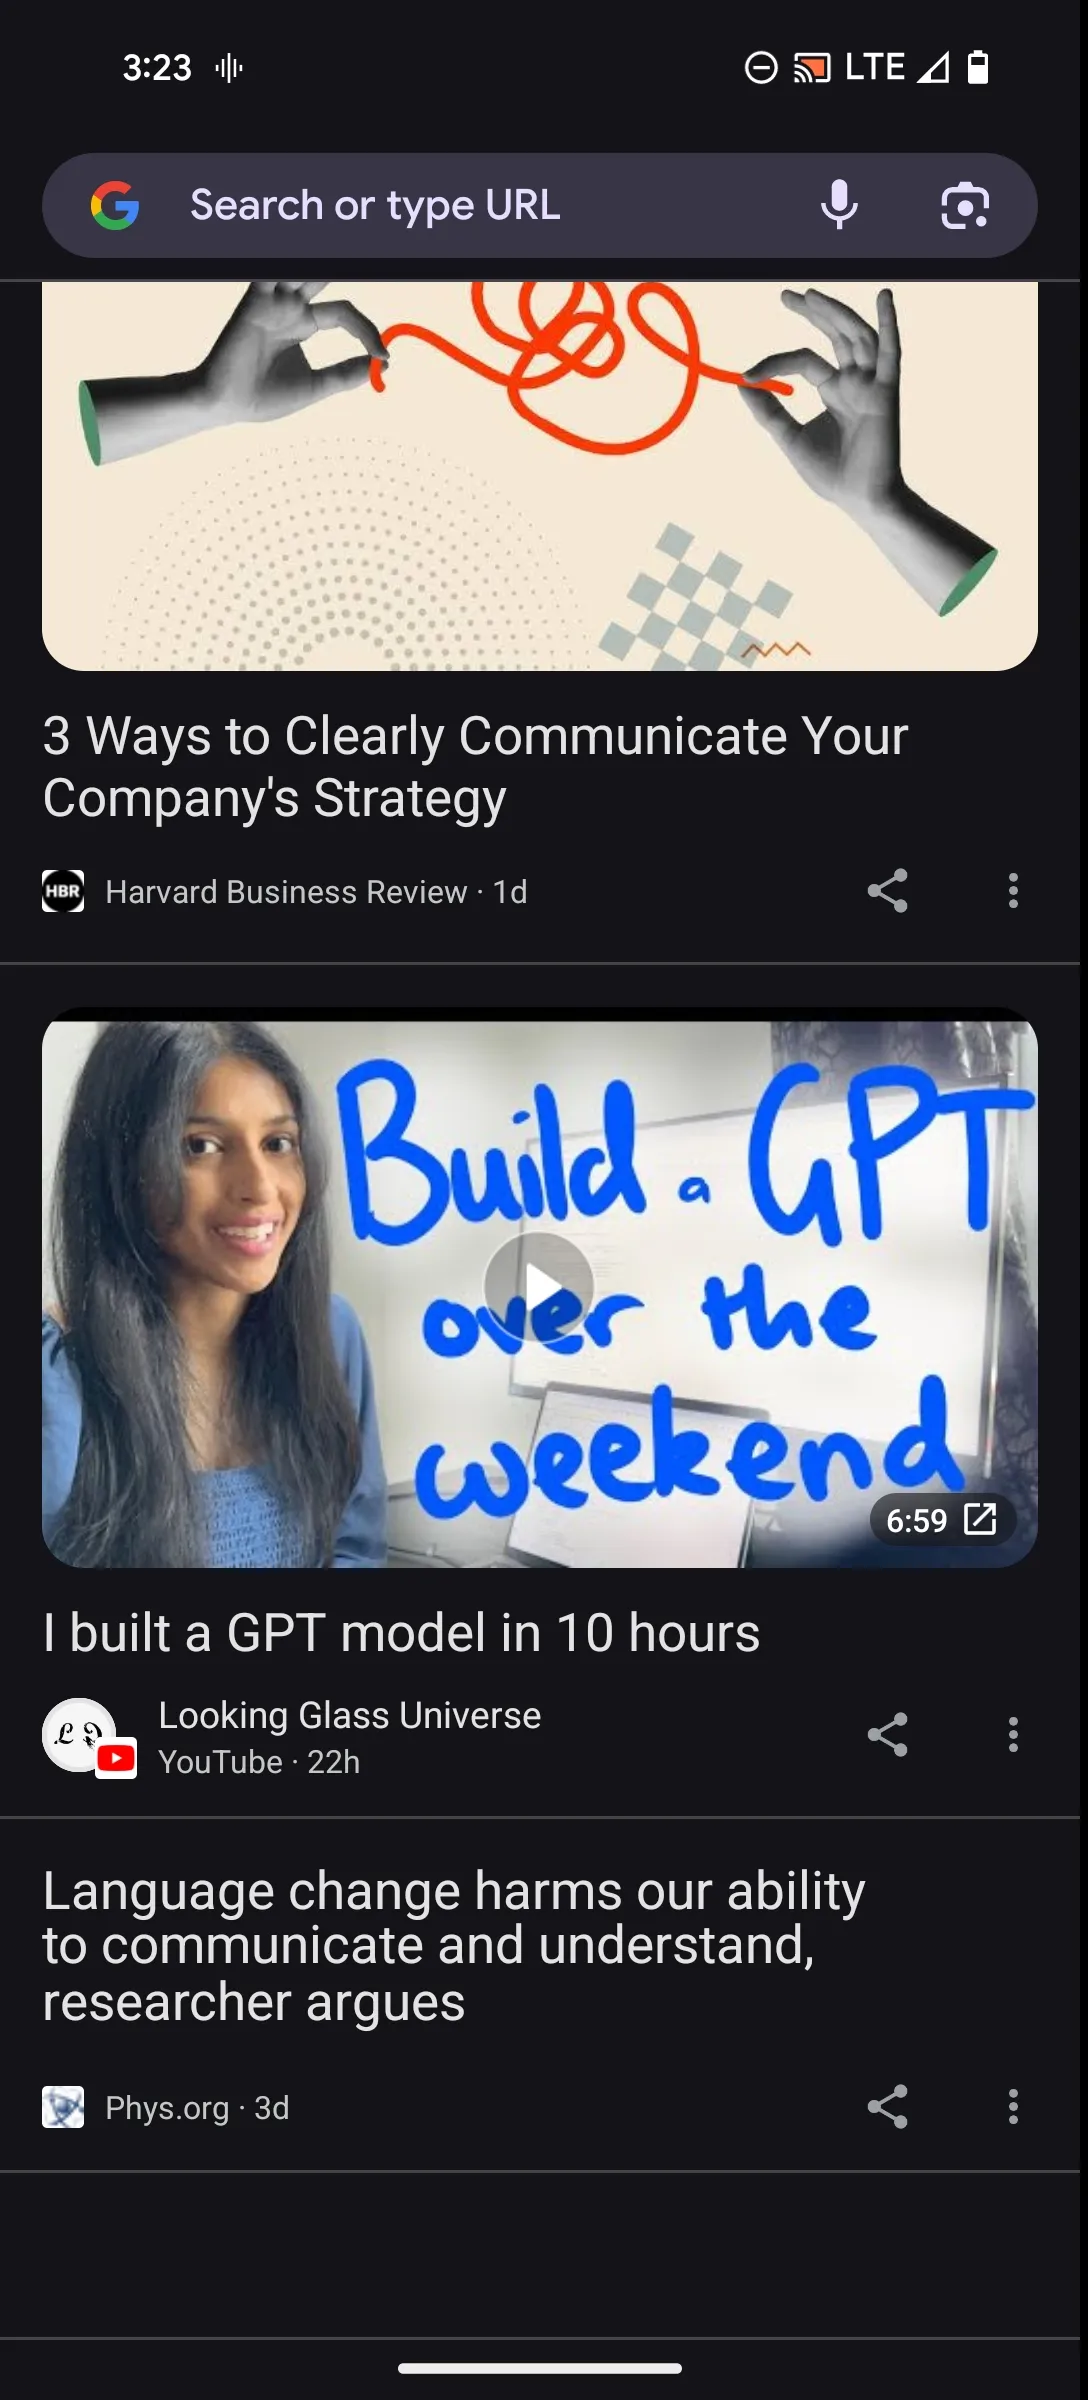 3:23
LTE
Search or type URL
3 Ways to Clearly Communicate Your
Company's Strategy
HBR
Harvard Business Review · 1d
Build a GPT
over the
weekend
6:59
I built a GPT model in 10 hours
Looking Glass Universe
YouTube · 22h
Language change harms our ability
to communicate and understand,
researcher argues
Phys.org · 3d